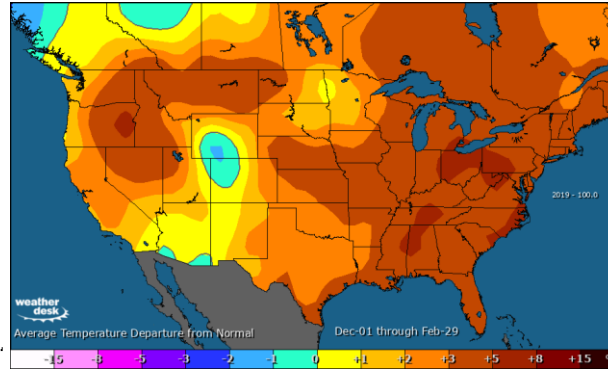 2019 - 100.0
weather
desk
Average Temperature Departure from Normal
Dec-01 through Feb-29
-15 -8 -5 -3 -2 -1 0 +1 +2 +3 +5 +8 +15